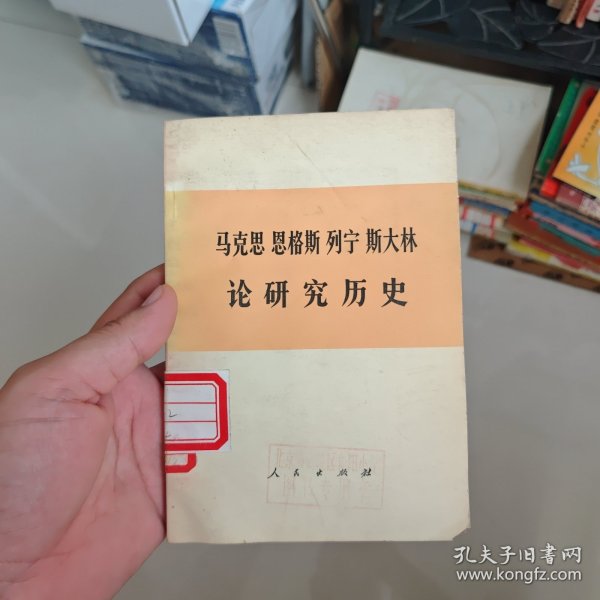 马克思 恩格斯 列宁 斯大林
论研究历史
人民出版社
孔夫子旧书网
www.kongfz.com